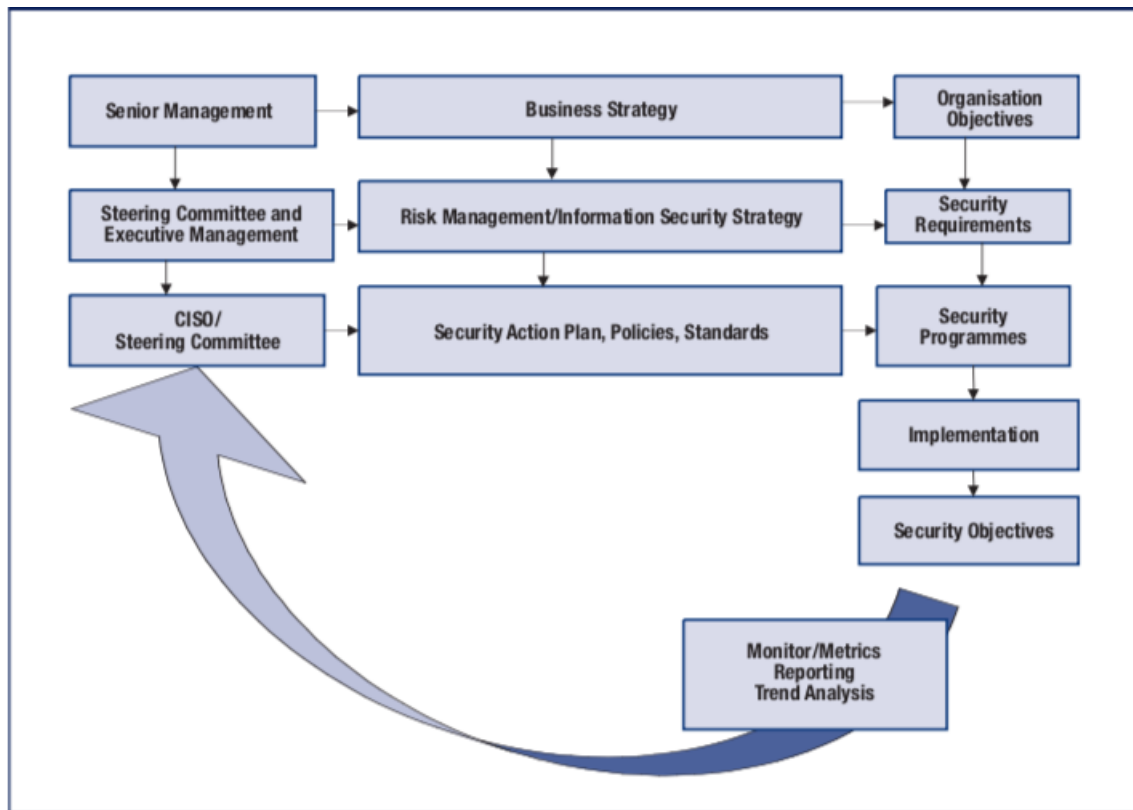 Senior Management
Business Strategy
Organisation
Objectives
Steering Committee and
Executive Management
Risk Management/Information Security Strategy
Security
Requirements
CISO/
Steering Committee
Security Action Plan, Policies, Standards
Security
Programmes
Implementation
Security Objectives
Monitor/Metrics
Reporting
Trend Analysis